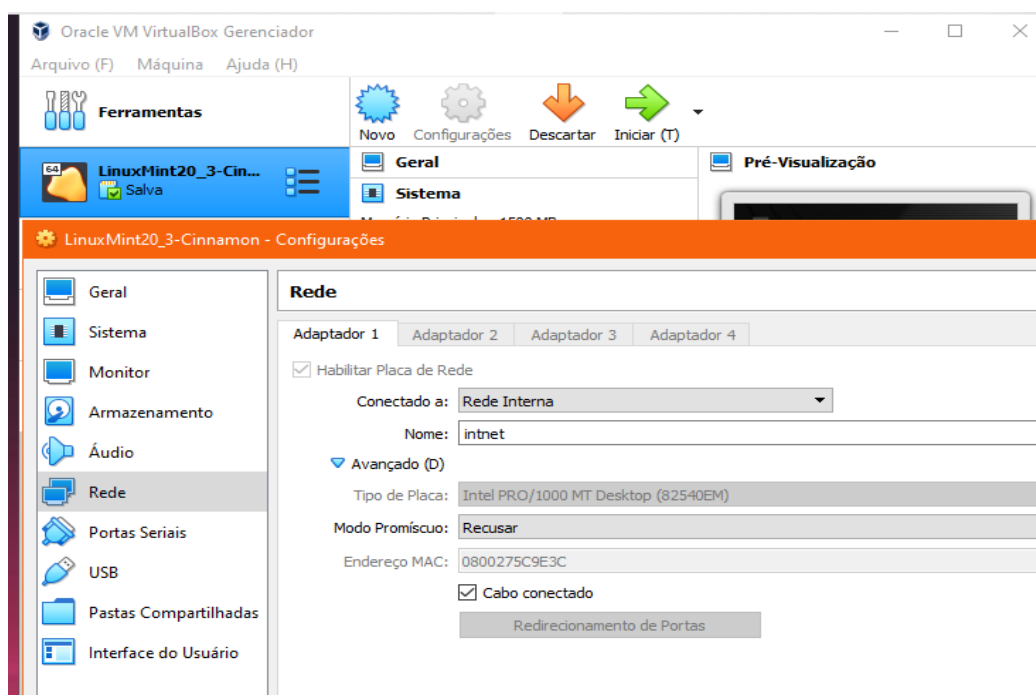 Oracle VM VirtualBox Gerenciador
Arquivo (F) Máquina Ajuda (H)
Ferramentas
Novo Configurações Descartar Iniciar (T)
64
LinuxMint20_3-Cin...
Salva
Geral
Sistema
Pré-Visualização
LinuxMint20_3-Cinnamon - Configurações
Geral
Sistema
Monitor
Armazenamento
Áudio
Rede
Portas Seriais
USB
Pastas Compartilhadas
Interface do Usuário
Rede
Adaptador 1 Adaptador 2 Adaptador 3 Adaptador 4
Habilitar Placa de Rede
Conectado a: Rede Interna
Nome: intnet
Avançado (D)
Tipo de Placa: Intel PRO/1000 MT Desktop (82540EM)
Modo Promíscuo: Recusar
Endereço MAC: 0800275C9E3C
Cabo conectado
Redirecionamento de Portas